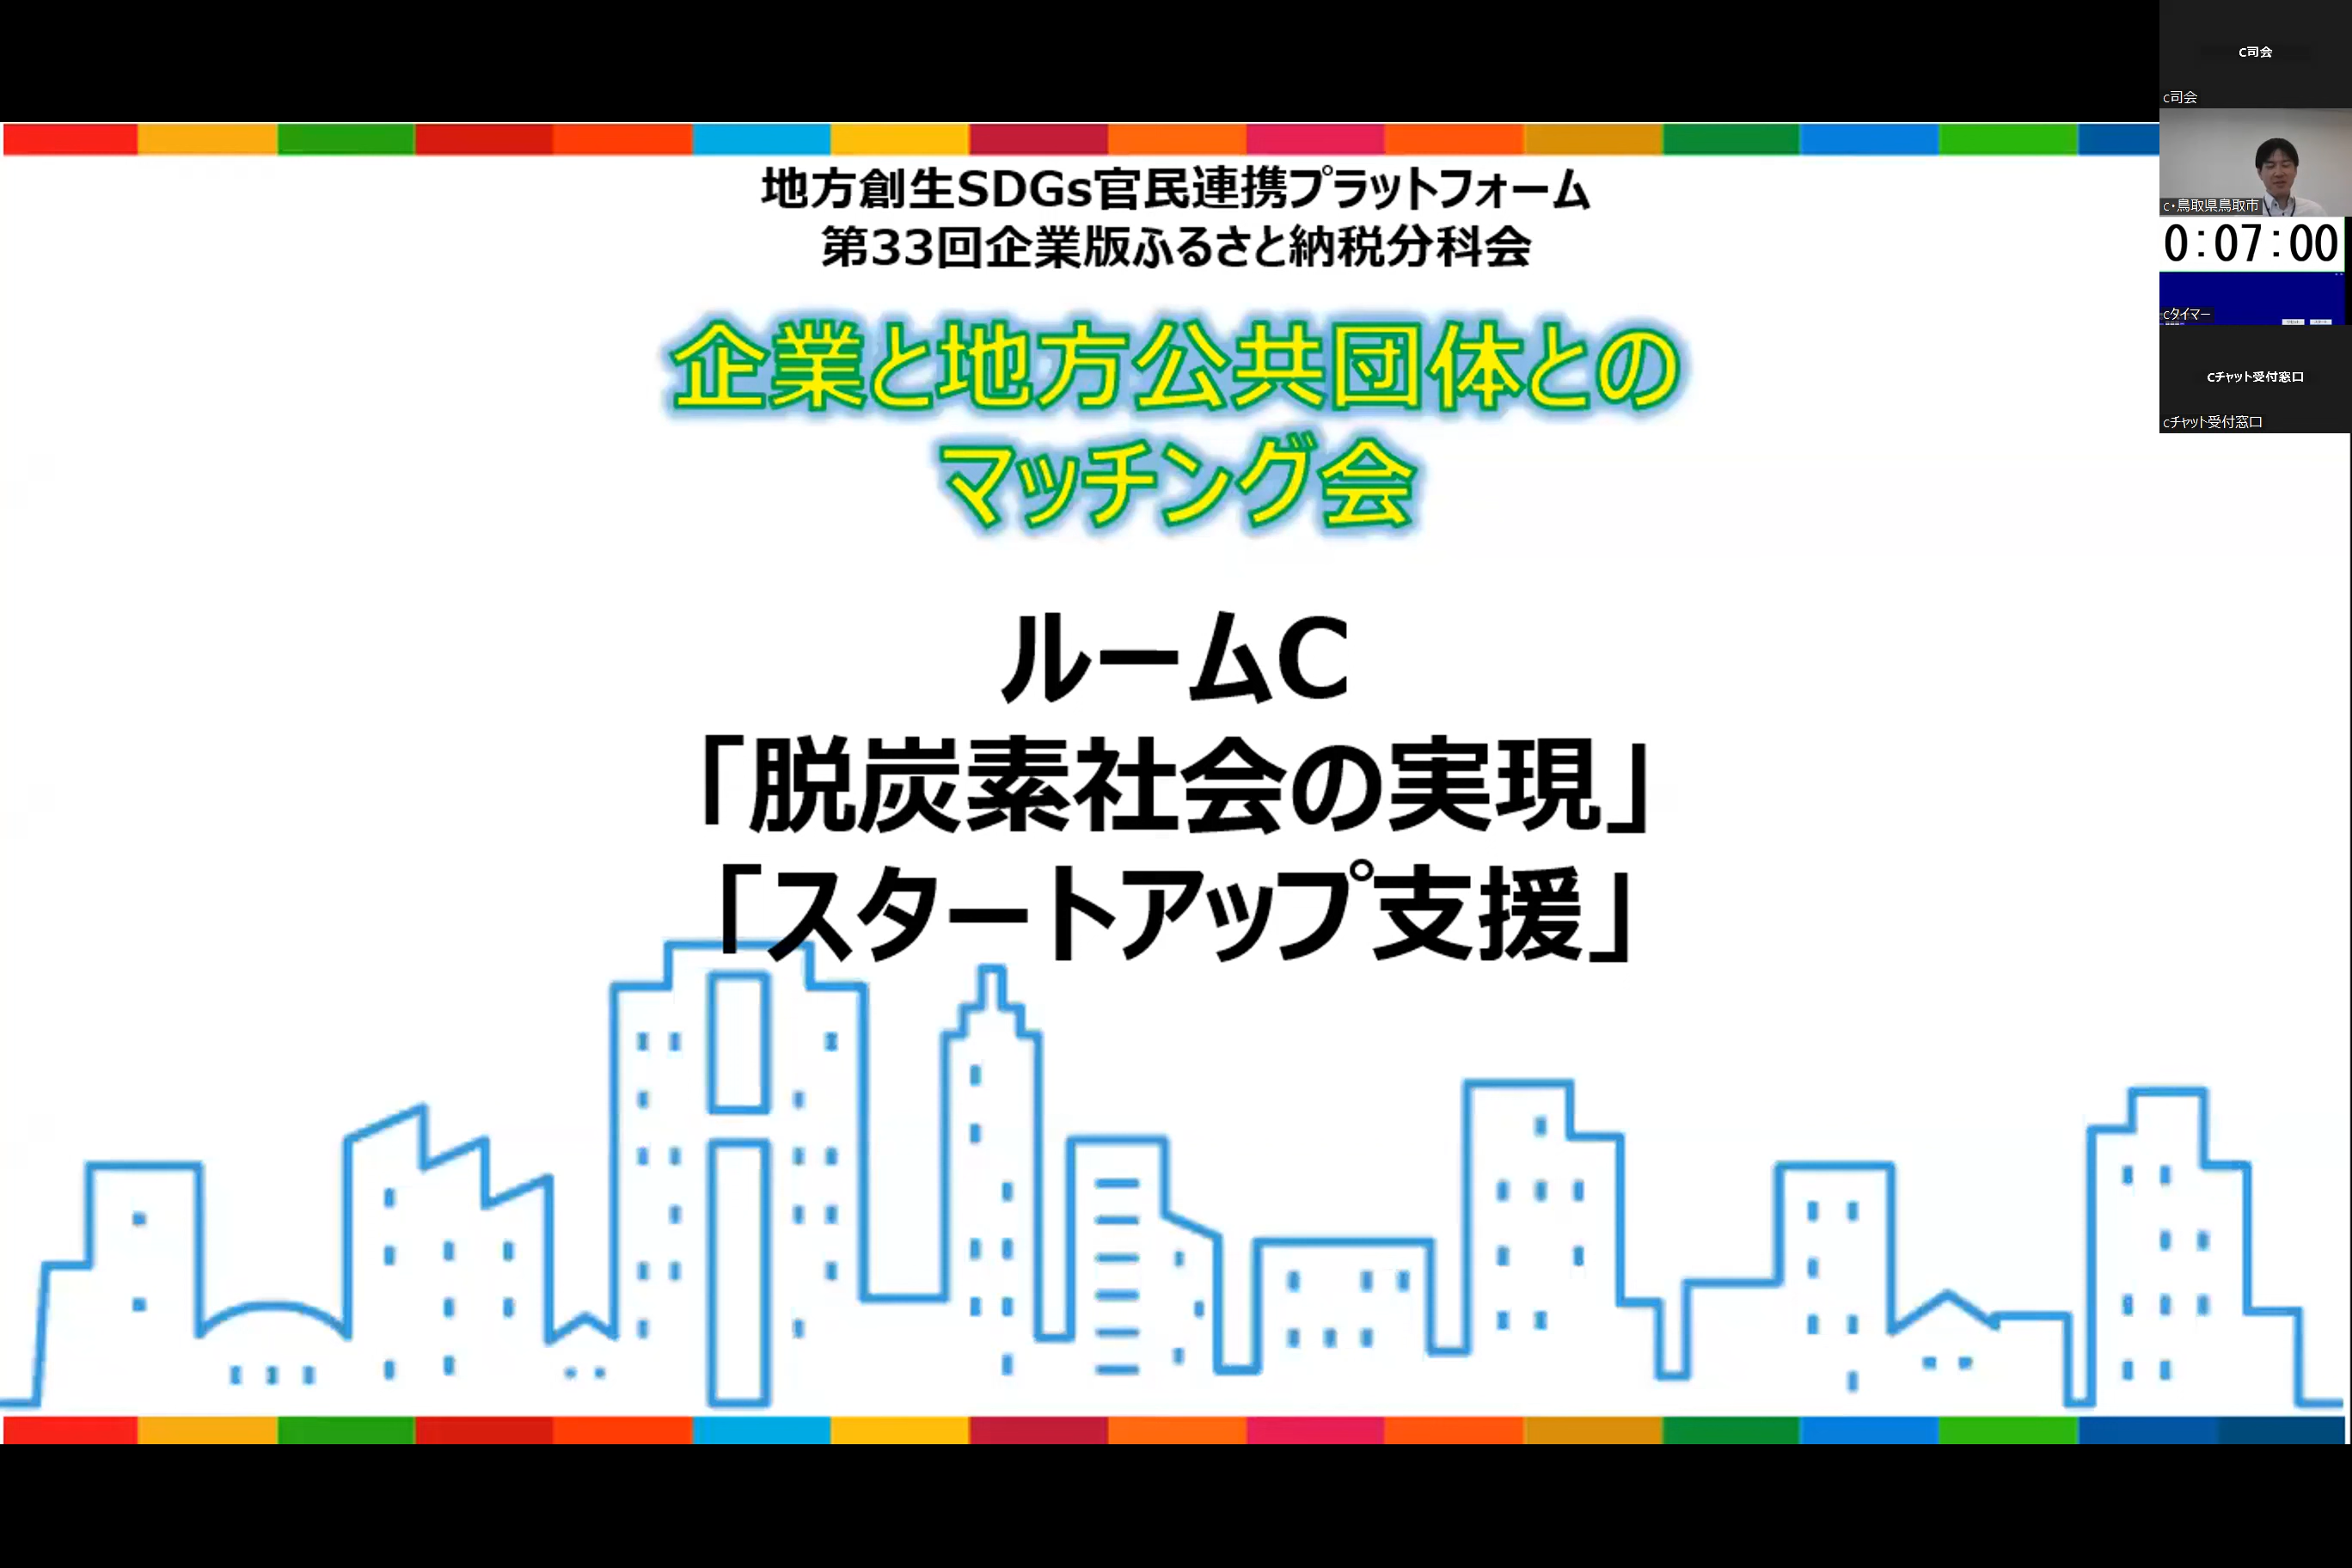 地方創生SDGs官民連携プラットフォーム
第33回企業版ふるさと納税分科会
企業と地方公共団体との
マッチング会
ルームC
「脱炭素社会の実現」
「スタートアップ支援」
C司会
C司会
C・鳥取県鳥取市
0:07:00
Cタイマー
Cチャット受付窓口
Cチャット受付窓口